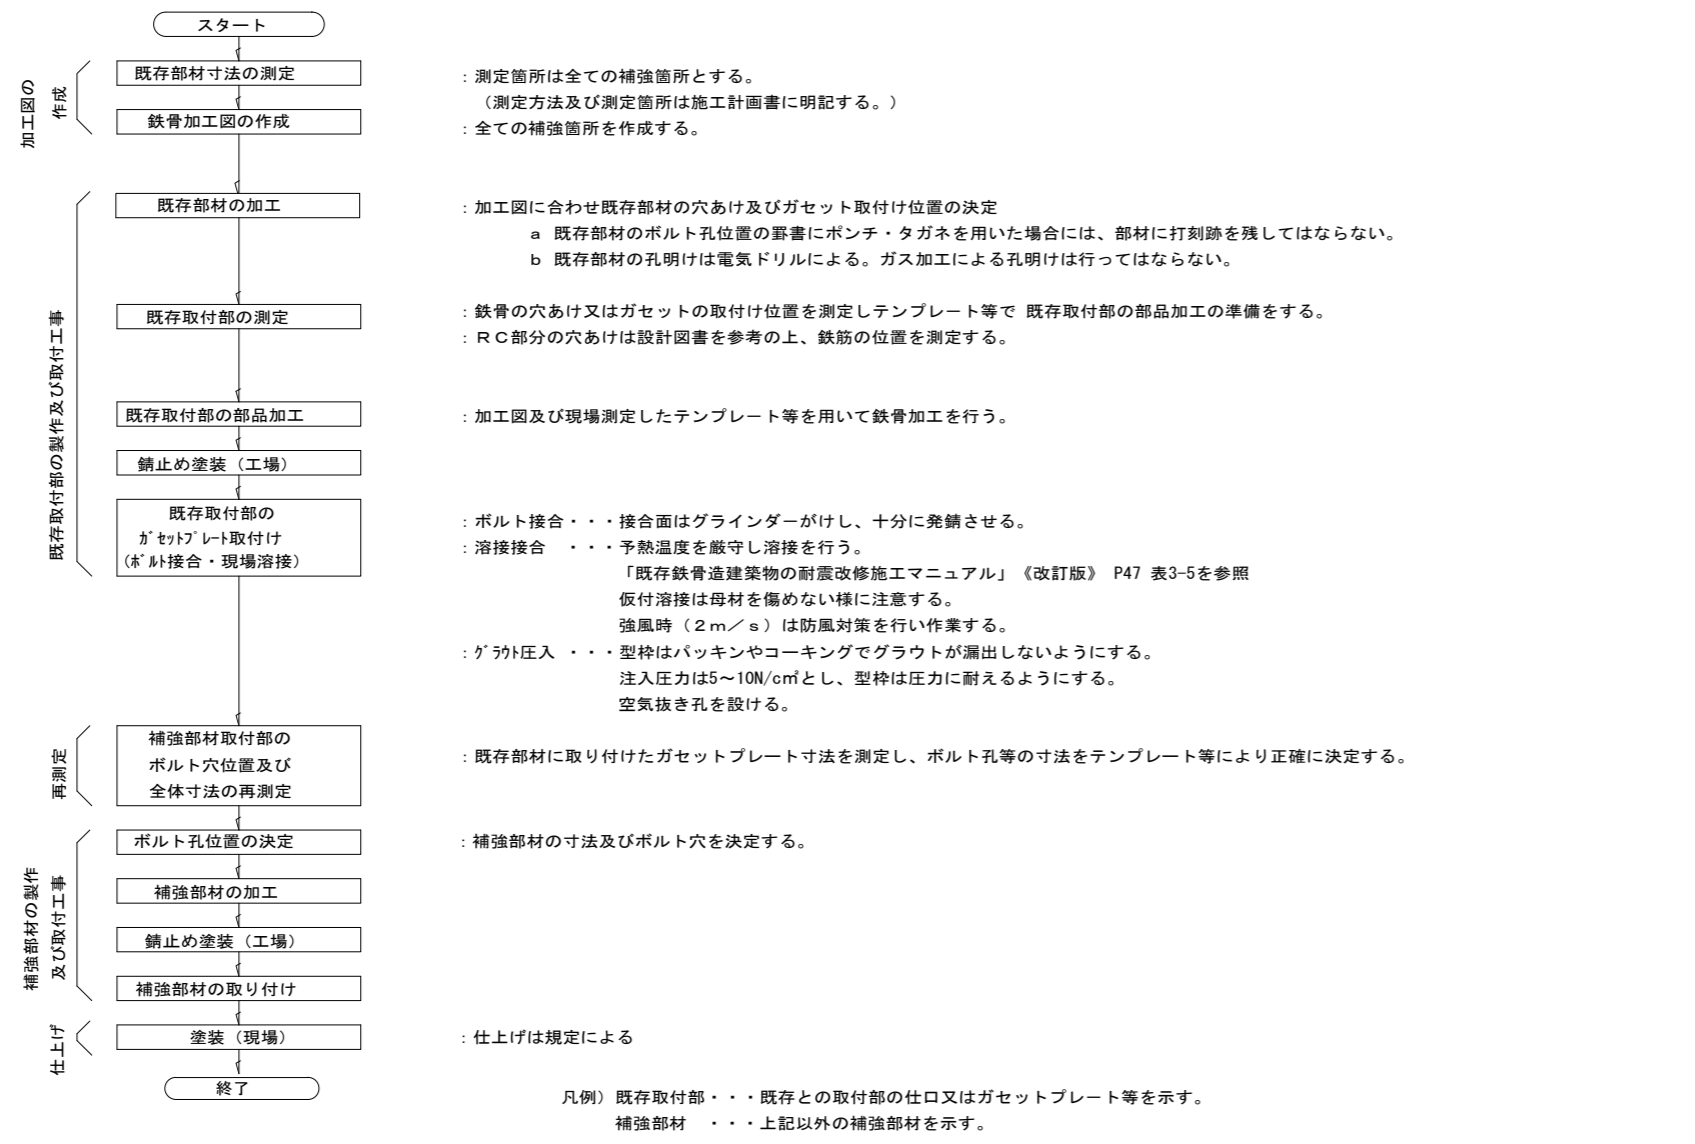 スタート
加工図の
作成
既存部材寸法の測定
：測定箇所は全ての補強箇所とする。
（測定方法及び測定箇所は施工計画書に明記する。）
鉄骨加工図の作成
：全ての補強箇所を作成する。
既存取付部の製作及び取付工事
既存部材の加工
：加工図に合わせ既存部材の穴あけ及びガセット取付け位置の決定
ａ 既存部材のボルト孔位置の罫書にポンチ・タガネを用いた場合には、部材に打刻跡を残してはならない。
ｂ 既存部材の孔明けは電気ドリルによる。ガス加工による孔明けは行ってはならない。
既存取付部の測定
：鉄骨の穴あけ又はガセットの取付け位置を測定しテンプレート等で 既存取付部の部品加工の準備をする。
：ＲＣ部分の穴あけは設計図書を参考の上、鉄筋の位置を測定する。
既存取付部の部品加工
：加工図及び現場測定したテンプレート等を用いて鉄骨加工を行う。
錆止め塗装（工場）
既存取付部の
ｶﾞｾｯﾄﾌﾟﾚｰﾄ取付け
(ﾎﾞﾙﾄ接合・現場溶接)
：ボルト接合・・・接合面はグラインダーがけし、十分に発錆させる。
：溶接接合 ・・・予熱温度を厳守し溶接を行う。
「既存鉄骨造建築物の耐震改修施工マニュアル」《改訂版》 P47 表3-5を参照
仮付溶接は母材を傷めない様に注意する。
強風時（２ｍ／ｓ）は防風対策を行い作業する。
：ｸﾞﾗｳﾄ圧入 ・・・型枠はパッキンやコーキングでグラウトが漏出しないようにする。
注入圧力は5～10N/c㎡とし、型枠は圧力に耐えるようにする。
空気抜き孔を設ける。
再測定
補強部材取付部の
ボルト穴位置及び
全体寸法の再測定
：既存部材に取り付けたガセットプレート寸法を測定し、ボルト孔等の寸法をテンプレート等により正確に決定する。
補強部材の製作
及び取付工事
ボルト孔位置の決定
：補強部材の寸法及びボルト穴を決定する。
補強部材の加工
錆止め塗装（工場）
補強部材の取り付け
仕上げ
塗装（現場）
：仕上げは規定による
終了
凡例）既存取付部・・・既存との取付部の仕口又はガセットプレート等を示す。
補強部材 ・・・上記以外の補強部材を示す。